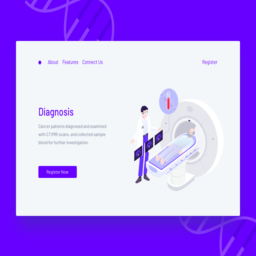 About Features Connect Us Register
Diagnosis
Cancer patients diagnosed and examined
with CT/MRI scans, and collected sample
blood for further investigation.
Register Now